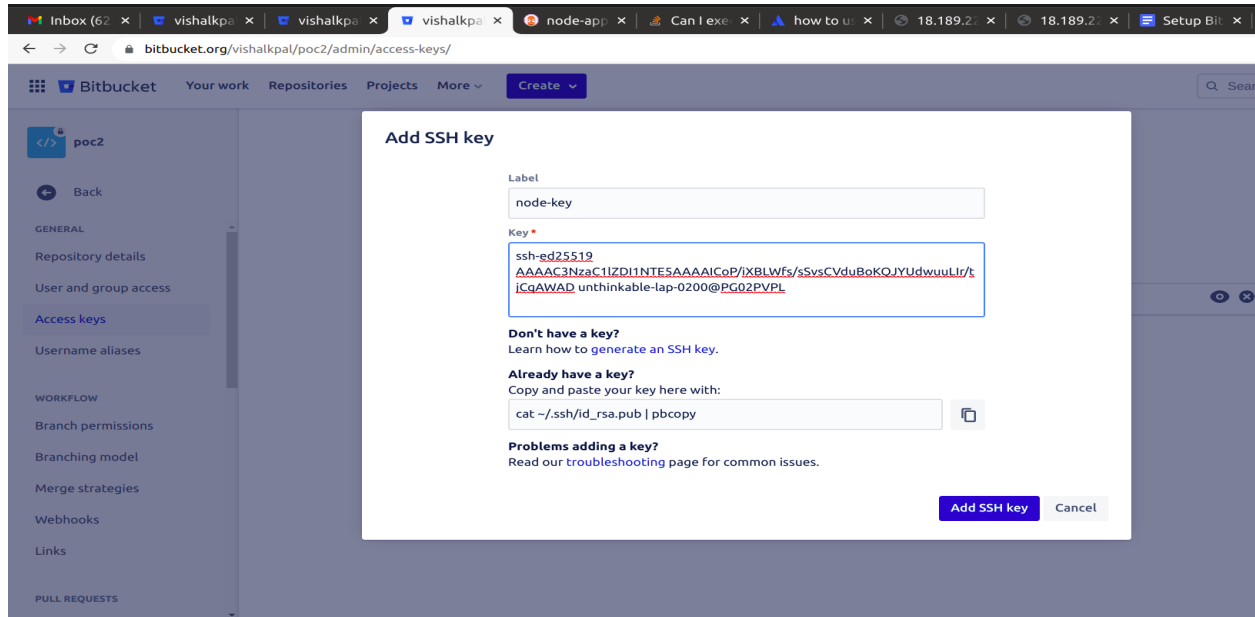 Inbox (62
vishalkpa
vishalkpa
vishalkpa
node-app
Can I exe
how to us
18.189.22
18.189.22
Setup Bit
bitbucket.org/vishalkpal/poc2/admin/access-keys/
Bitbucket Your work Repositories Projects More Create
Sear
poc2
Back
GENERAL
Repository details
User and group access
Access keys
Username aliases
WORKFLOW
Branch permissions
Branching model
Merge strategies
Webhooks
Links
PULL REQUESTS
Add SSH key
Label
node-key
Key *
ssh-ed25519
AAAAC3NzaC1lZDI1NTE5AAAAICoP/iXBLWfs/sSvsCVduBoKQJYUdwuuLIr/t
jCqAWAD unthinkable-lap-0200@PG02PVPL
Don't have a key?
Learn how to generate an SSH key.
Already have a key?
Copy and paste your key here with:
cat ~/.ssh/id_rsa.pub | pbcopy
Problems adding a key?
Read our troubleshooting page for common issues.
Add SSH key Cancel